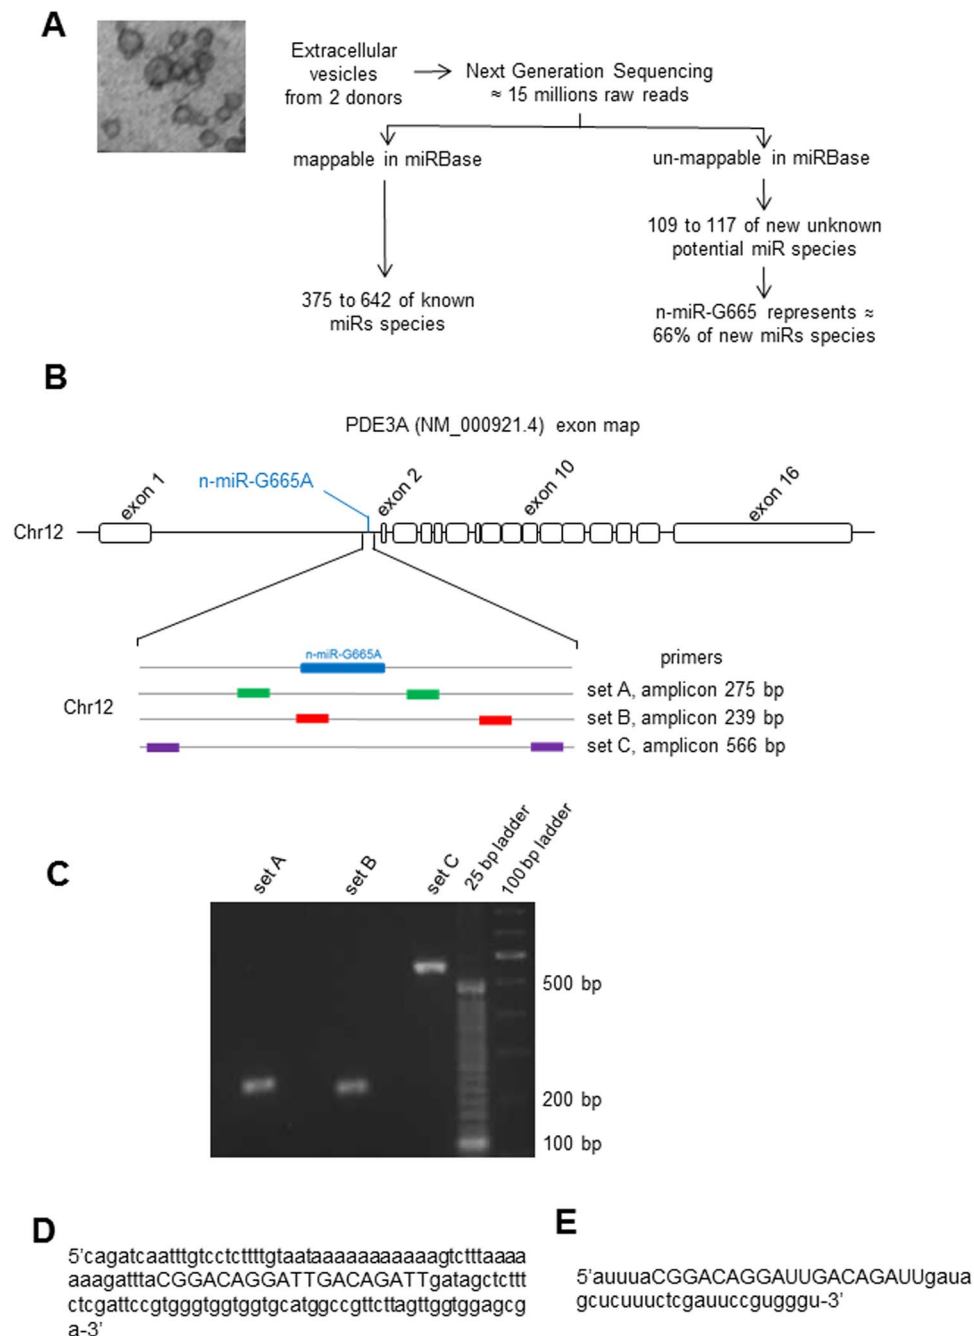 A
Extracellular
vesicles
from 2 donors
Next Generation Sequencing
≈ 15 millions raw reads
mappable in miRBase
un-mappable in miRBase
109 to 117 of new unknown
potential miR species
375 to 642 of known
miRs species
n-miR-G665 represents ≈
66% of new miRs species
B
PDE3A (NM_000921.4) exon map
n-miR-G665A
exon 1
exon 2
exon 10
exon 16
Chr12
n-miR-G665A
primers
Chr12
set A, amplicon 275 bp
set B, amplicon 239 bp
set C, amplicon 566 bp
C
set A
set B
set C
25 bp ladder
100 bp ladder
500 bp
200 bp
100 bp
D
5'cagatcaatttgtcctcttttgtaataaaaaaaaaaaagtctttaaaa
aaagatttaCGGACAGGATTGACAGATTgatagctcttt
ctcgattccgtgggtggtggtgcatggccgttcttagttggtggagcg
a-3'
E
5'auuuaCGGACAGGAUUGACAGAUUgaua
gcucuuuctcgauuccgugggu-3'